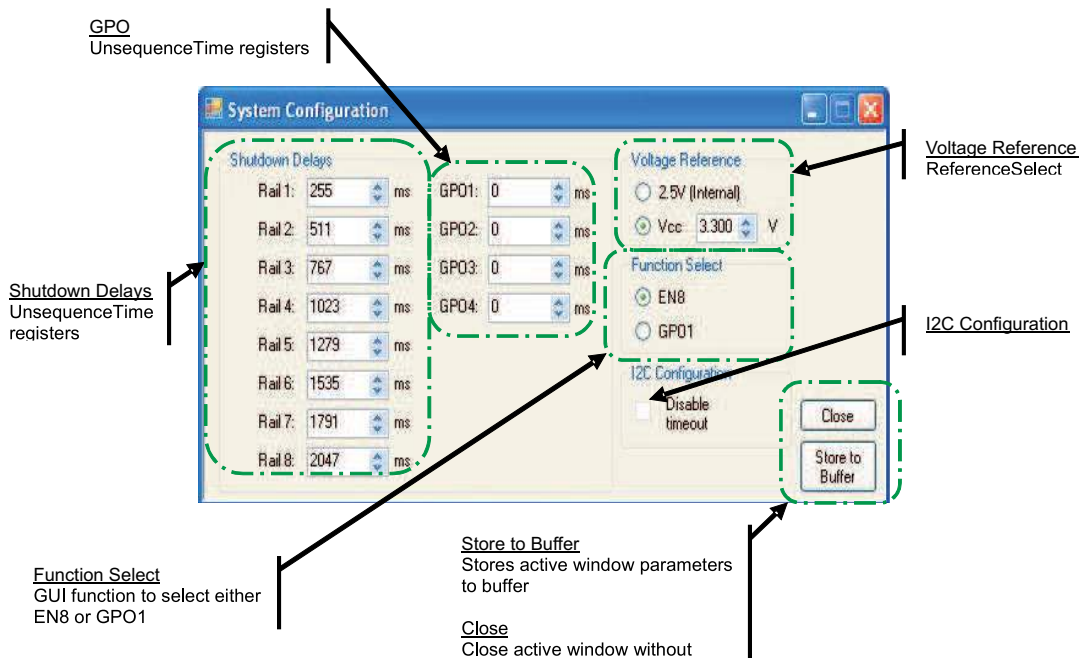 GPO
UnsequenceTime registers
System Configuration
Shutdown Delays
Rail 1: 255 ms
Rail 2: 511 ms
Rail 3: 767 ms
Rail 4: 1023 ms
Rail 5: 1279 ms
Rail 6: 1535 ms
Rail 7: 1791 ms
Rail 8: 2047 ms
GPO1: 0 ms
GPO2: 0 ms
GPO3: 0 ms
GPO4: 0 ms
Voltage Reference
2.5V (Internal)
Vcc 3.300 V
Function Select
EN8
GPO1
I2C Configuration
Disable
timeout
Close
Store to
Buffer
Voltage Reference
ReferenceSelect
Shutdown Delays
UnsequenceTime
registers
I2C Configuration
Function Select
GUI function to select either
EN8 or GPO1
Store to Buffer
Stores active window parameters
to buffer
Close
Close active window without